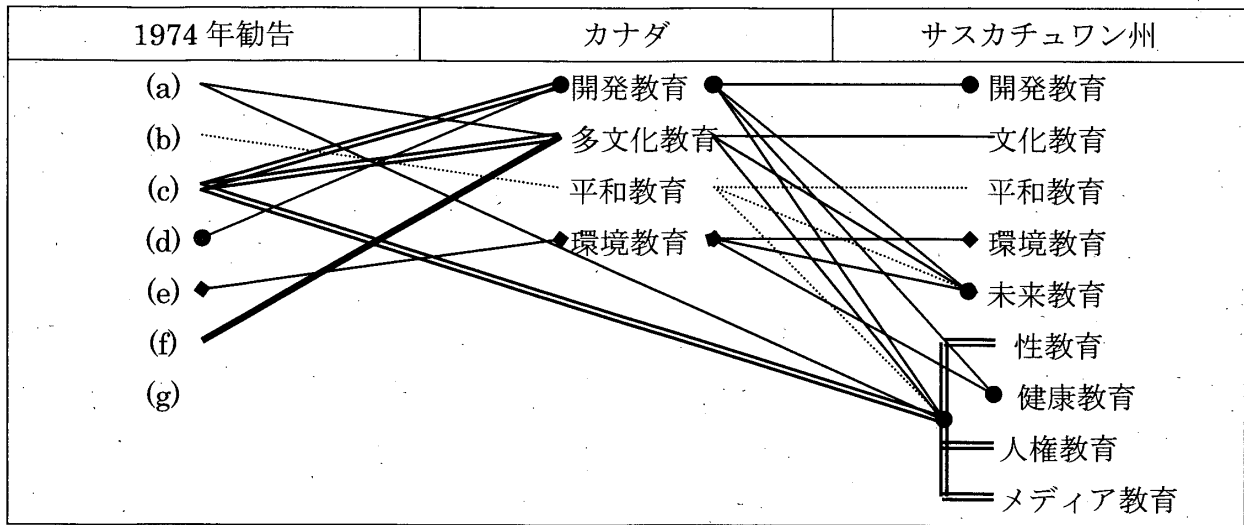 1974年勧告 カナダ サスカチュワン州
(a) 開発教育 開発教育
(b) 多文化教育 文化教育
(c) 平和教育 平和教育
(d) 環境教育 環境教育
(e) 未来教育
(f) 性教育
(g) 健康教育
人権教育
メディア教育